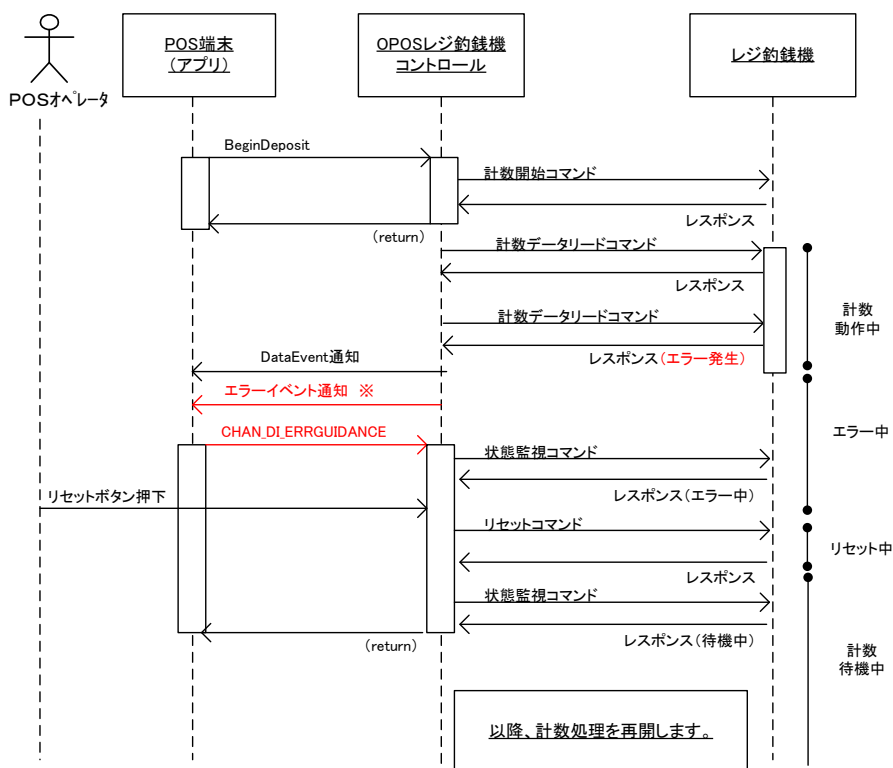 POS端末
(アプリ)
OPOSレジ釣銭機
コントロール
レジ釣銭機
POSオペレータ
BeginDeposit
計数開始コマンド
レスポンス
(return)
計数データリードコマンド
レスポンス
計数データリードコマンド
レスポンス(エラー発生)
計数
動作中
DataEvent通知
エラーイベント通知 ※
CHAN_DI_ERRGUIDANCE
エラー中
状態監視コマンド
レスポンス(エラー中)
リセットボタン押下
リセットコマンド
リセット中
レスポンス
状態監視コマンド
レスポンス(待機中)
(return)
計数
待機中
以降、計数処理を再開します。